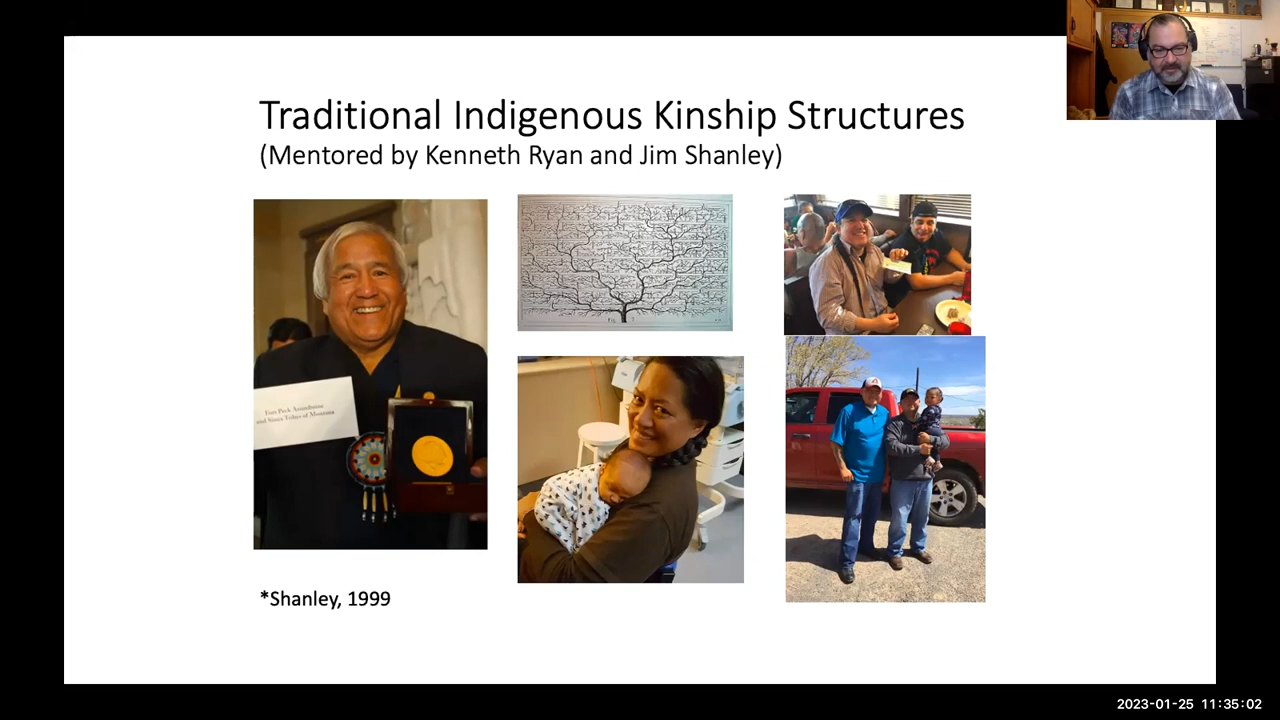 Traditional Indigenous Kinship Structures
(Mentored by Kenneth Ryan and Jim Shanley)
Fort Peck Assiniboine
and Sioux Tribes of Montana
*Shanley, 1999
2023-01-25 11:35:02